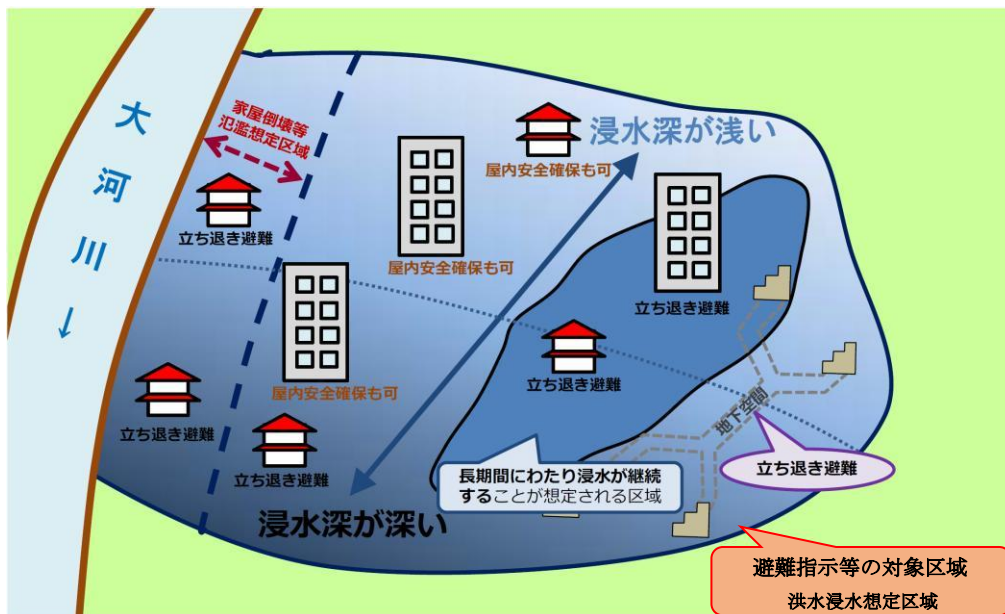 大河川→
家屋倒壊等
氾濫想定区域
浸水深が浅い
屋内安全確保も可
立ち退き避難
屋内安全確保も可
立ち退き避難
屋内安全確保も可
立ち退き避難
立ち退き避難
立ち退き避難
地下空間
立ち退き避難
長期間にわたり浸水が継続
することが想定される区域
浸水深が深い
避難指示等の対象区域
洪水浸水想定区域